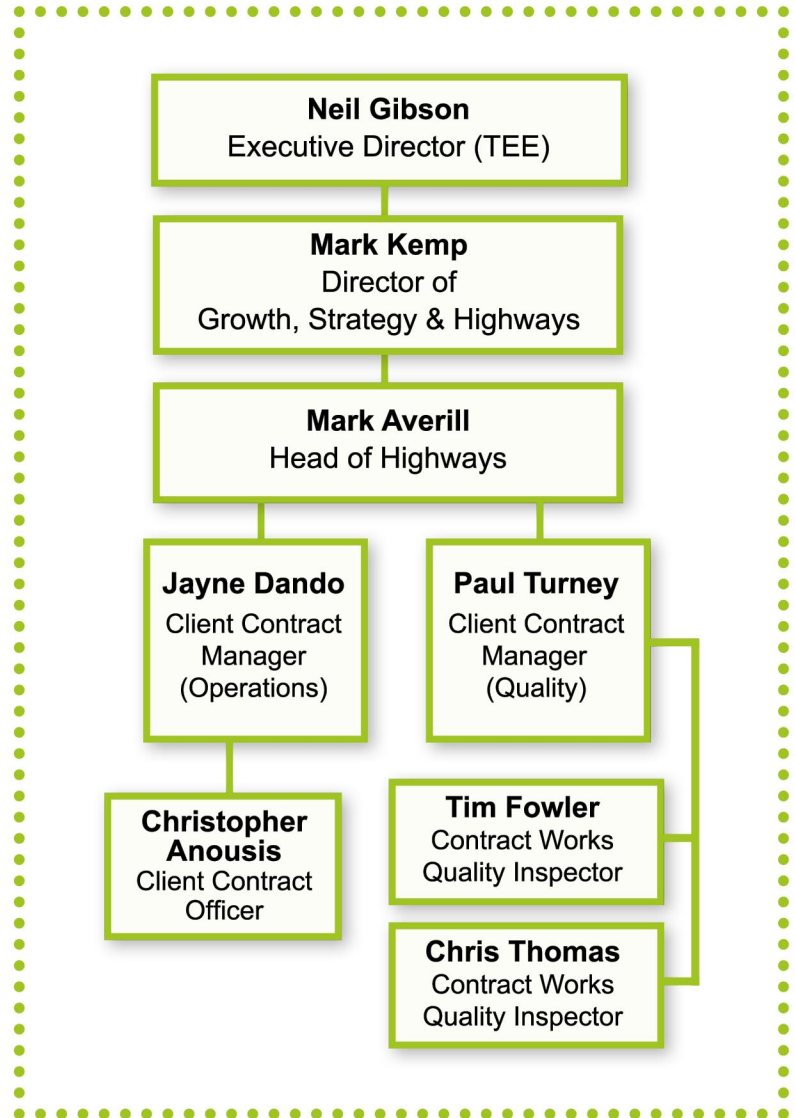 Neil Gibson
Executive Director (TEE)
Mark Kemp
Director of
Growth, Strategy & Highways
Mark Averill
Head of Highways
Jayne Dando
Client Contract
Manager
(Operations)
Paul Turney
Client Contract
Manager
(Quality)
Christopher
Anousis
Client Contract
Officer
Tim Fowler
Contract Works
Quality Inspector
Chris Thomas
Contract Works
Quality Inspector